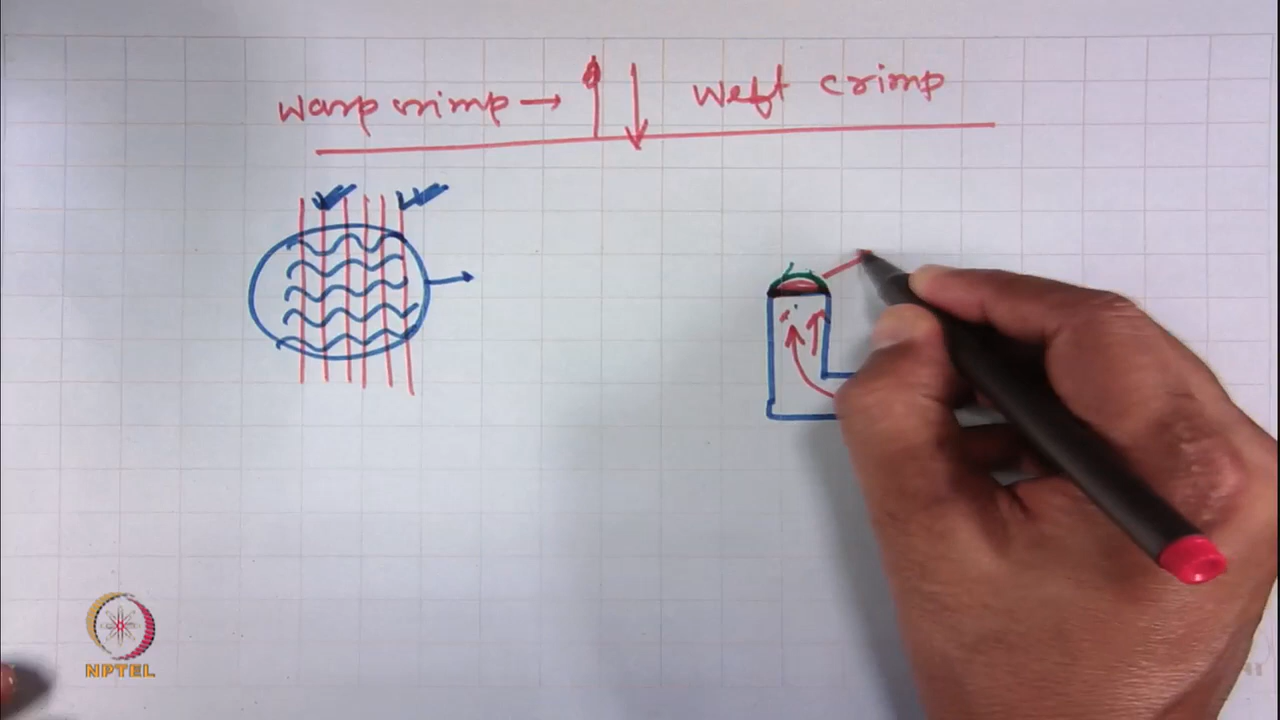 Warp crimp → ↑ ↓ Weft crimp
NPTEL